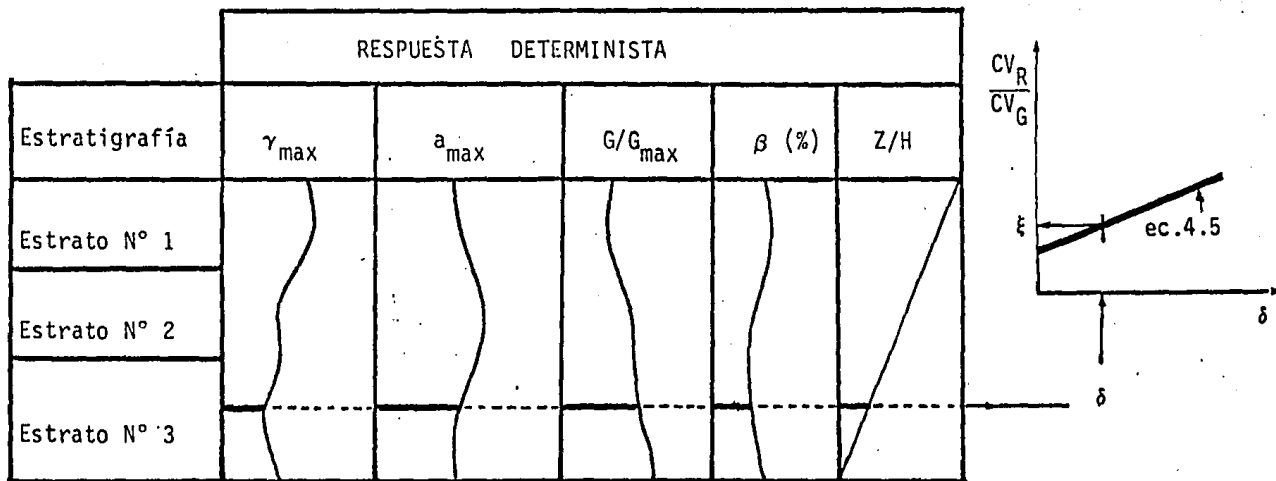 RESPUESTA DETERMINISTA
Estratigrafía
γmax
amax
G/Gmax
β (%)
Z/H
Estrato N° 1
Estrato N° 2
Estrato N° 3
CVR
CVG
ξ
ec.4.5
δ
δ